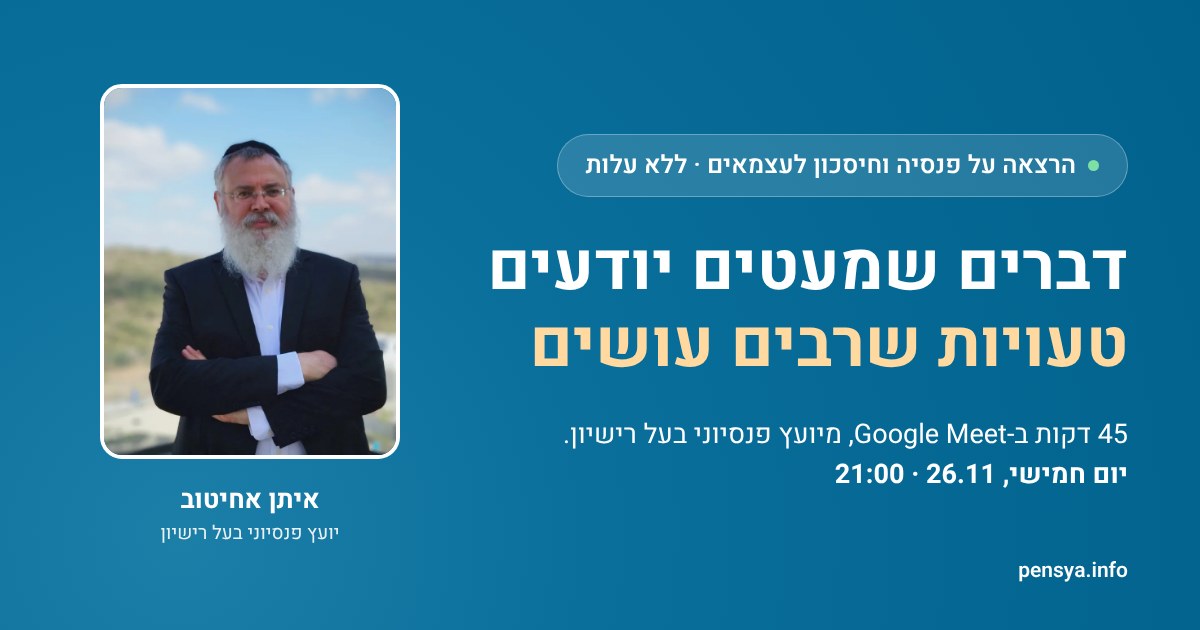 הרצאה על פנסיה וחיסכון לעצמאים · ללא עלות
דברים שמעטים יודעים
טעויות שרבים עושים
45 דקות ב-Google Meet, מיועץ פנסיוני בעל רישיון.
יום חמישי, 26.11 · 21:00
איתן אחיטוב
יועץ פנסיוני בעל רישיון
pensya.info